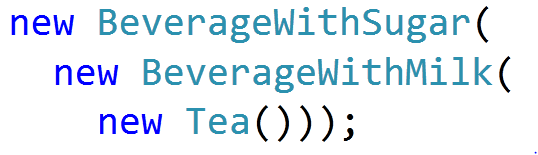 new BeverageWithSugar(
  new BeverageWithMilk(
    new Tea()));